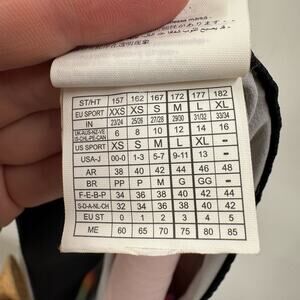 ST/HT 157 162 167 172 177 182
EU SPORT XXS XS S M L XL
IN 23/24 25/26 27/28 29/30 31/32 33/34
UK-AUS-NZ-VE 6 8 10 12 14 16
US SPORT XS S M L XL -
USA-J 00-0 1-3 5-7 9-11 13 -
AR 38 40 42 44 46 48
BR PP P M G GG -
F-E-B-P 34 36 38 40 42 44
S-D-A-NL-CH 32 34 36 38 40 42
EU ST 0 1 2 3 4 5
ME 60 65 70 75 80 85